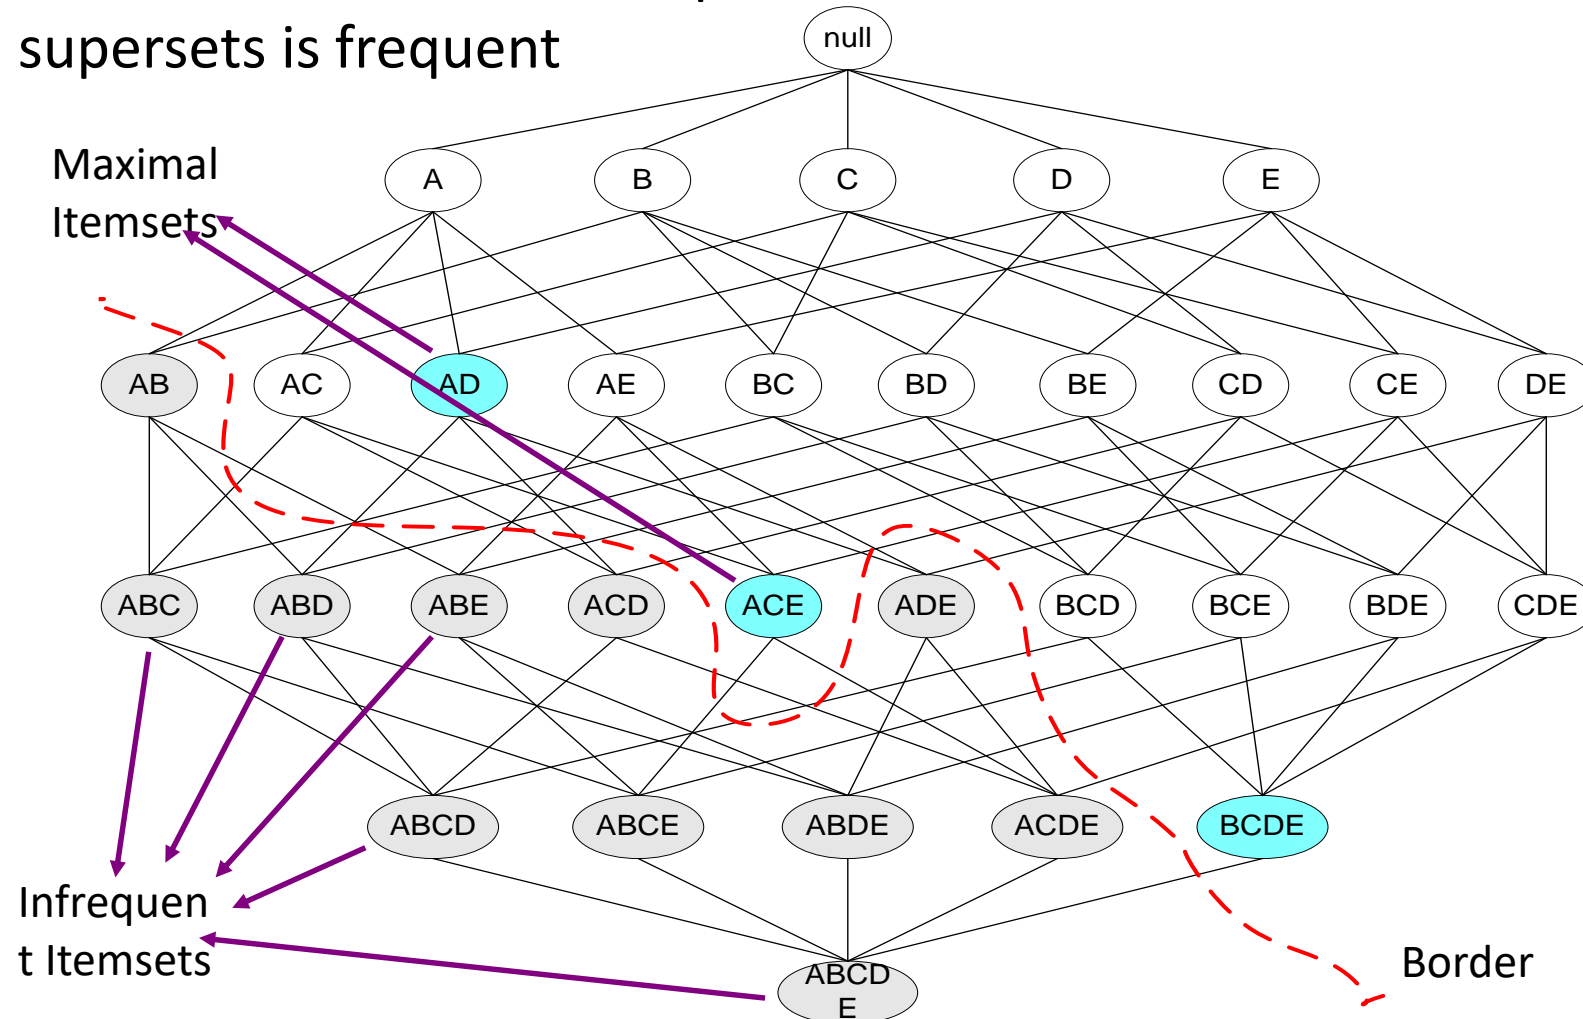 supersets is frequent
null
Maximal
Itemsets
A B C D E
AB AC AD AE BC BD BE CD CE DE
ABC ABD ABE ACD ACE ADE BCD BCE BDE CDE
ABCD ABCE ABDE ACDE BCDE
Infrequen
t Itemsets
Border
ABCD
E